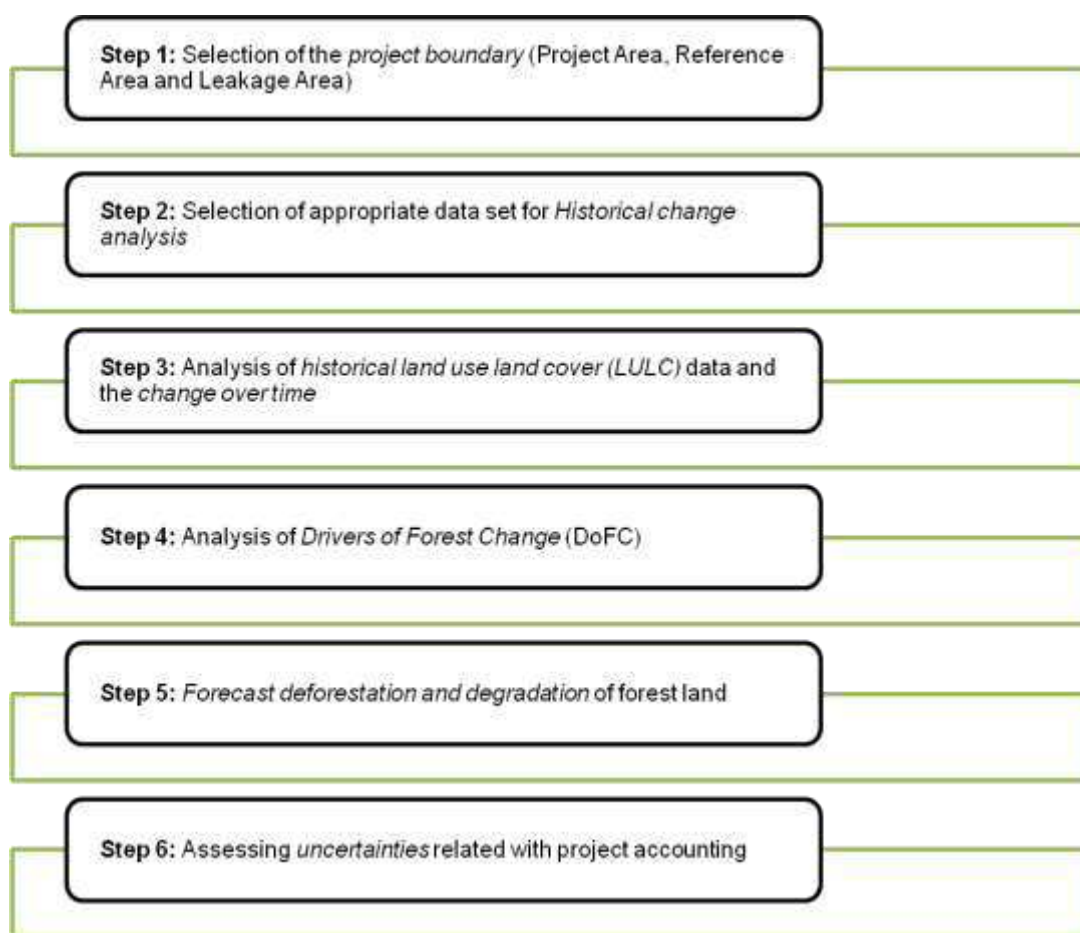 Step 1: Selection of the project boundary (Project Area, Reference
Area and Leakage Area)
Step 2: Selection of appropriate data set for Historical change
analysis
Step 3: Analysis of historical land use land cover (LULC) data and
the change over time
Step 4: Analysis of Drivers of Forest Change (DoFC)
Step 5: Forecast deforestation and degradation of forest land
Step 6: Assessing uncertainties related with project accounting